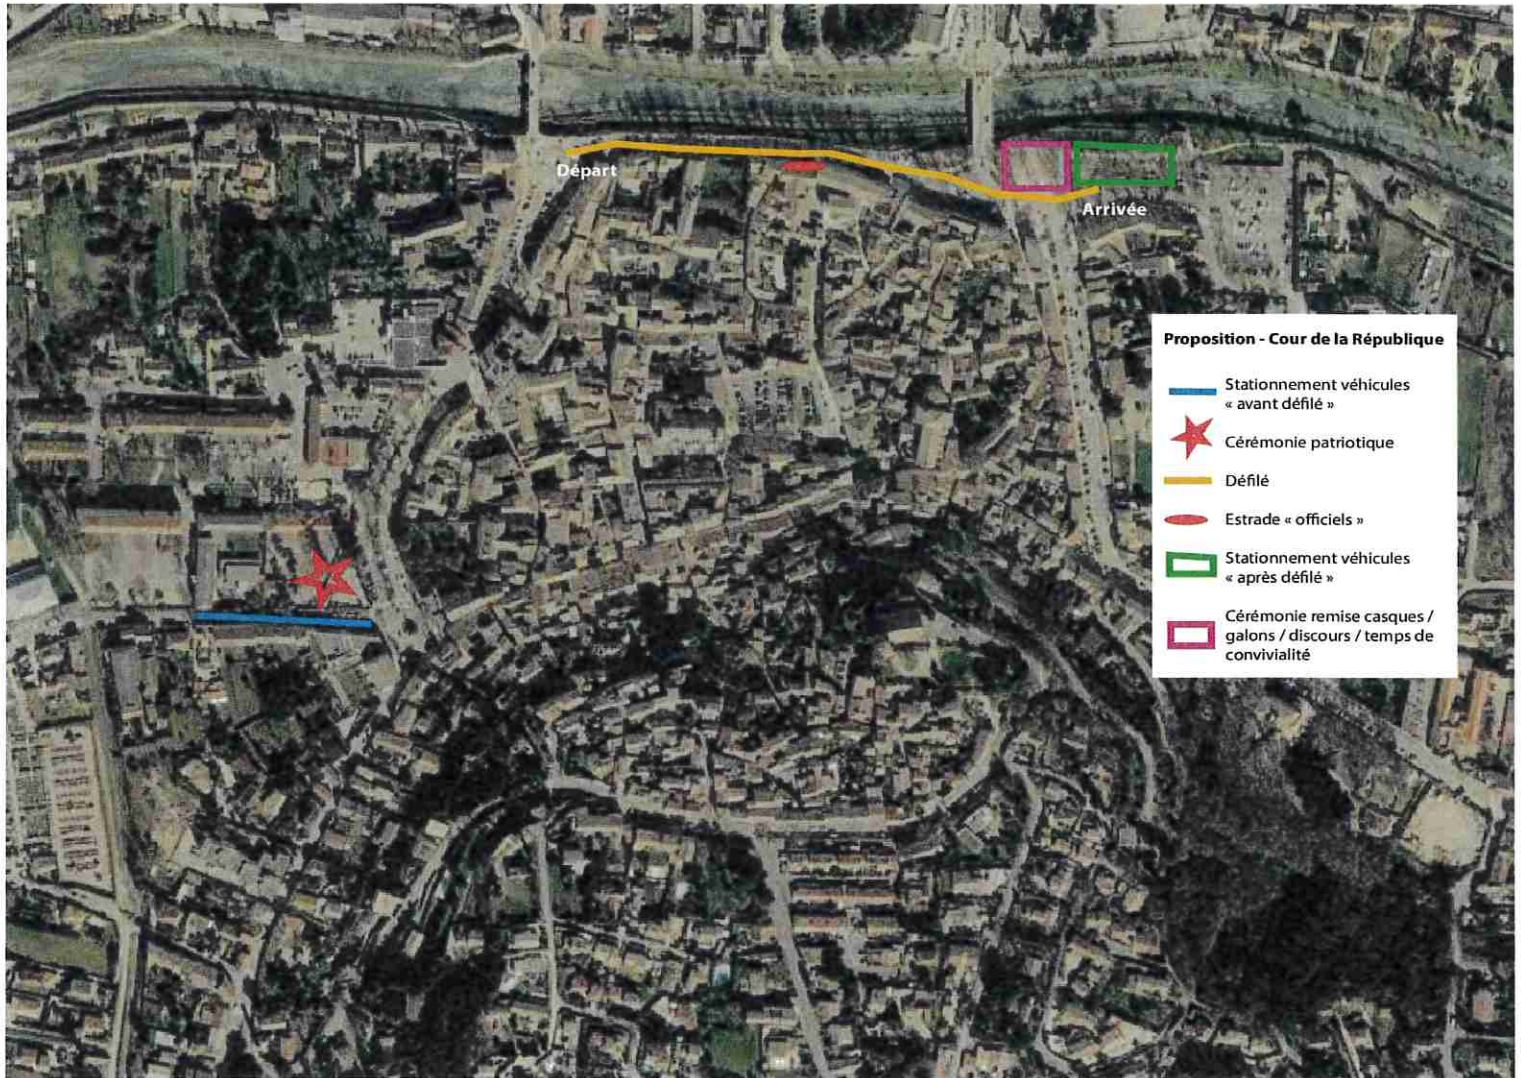 Départ
Arrivée
Proposition - Cour de la République
Stationnement véhicules
« avant défilé »
Cérémonie patriotique
Défilé
Estrade « officiels »
Stationnement véhicules
« après défilé »
Cérémonie remise casques /
galons / discours / temps de
convivialité